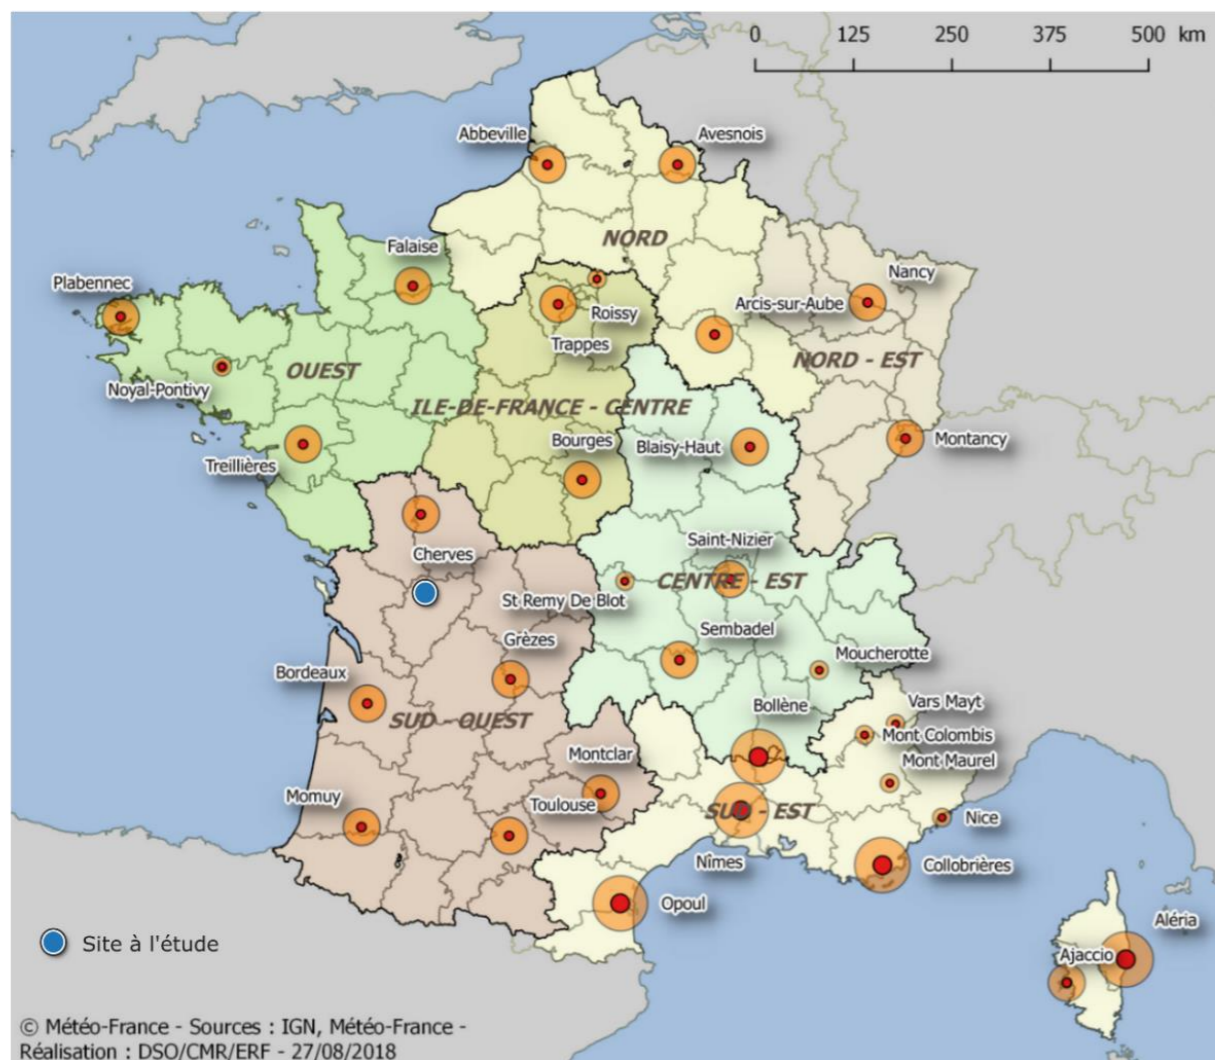 0 125 250 375 500 km
Abbeville
Avesnois
NORD
Falaise
Nancy
Plabennec
Arcis-sur-Aube
Roissy
Trappes
NORD - EST
OUEST
Noyal-Pontivy
ILE-DE-FRANCE - CENTRE
Bourges
Blaisy-Haut
Montancy
Treillières
Saint-Nizier
Cherves
CENTRE - EST
St Remy De Blot
Sembadel
Grèzes
Moucherotte
Bordeaux
Bollène
Vars Mayt
SUD - OUEST
Mont Colombis
Montclar
Mont Maurel
Momuy
Toulouse
SUD - EST
Nice
Nîmes
Collobrières
Opoul
Aléria
Site à l'étude
Ajaccio
© Météo-France - Sources : IGN, Météo-France -
Réalisation : DSO/CMR/ERF - 27/08/2018